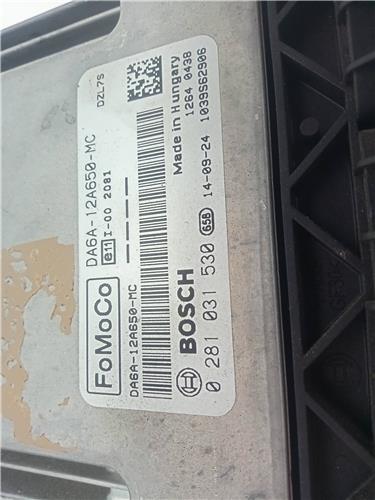 FoMoCo
DA6A-12A650-MC
DZL7S
e11 I-00 2081
DA6A-12A650-MC
BOSCH
Made in Hungary
1264 0438
0 281 031 530
658
14-09-24
1039S62906